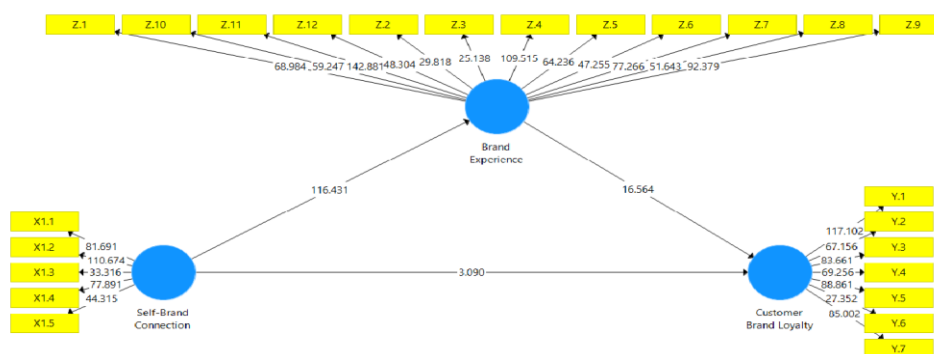 Z.1 Z.10 Z.11 Z.12 Z.2 Z.3 Z.4 Z.5 Z.6 Z.7 Z.8 Z.9
68.984 59.247 142.881 48.304 29.818 25.138 109.515 64.236 47.255 77.266 51.643 92.379
Brand
Experience
116.431
16.564
X1.1
X1.2
X1.3
X1.4
X1.5
81.691
110.674
33.316
77.891
44.315
Self-Brand
Connection
3.090
117.102
67.156
83.661
69.256
88.861
27.352
85.002
Customer
Brand Loyalty
Y.1
Y.2
Y.3
Y.4
Y.5
Y.6
Y.7